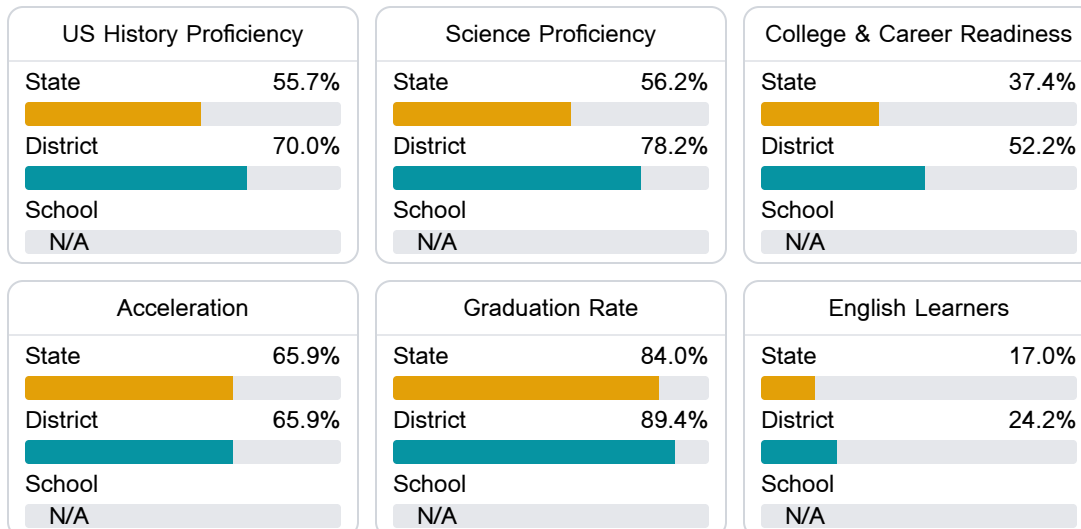 US History Proficiency
State 55.7%
District 70.0%
School
N/A
Science Proficiency
State 56.2%
District 78.2%
School
N/A
College & Career Readiness
State 37.4%
District 52.2%
School
N/A
Acceleration
State 65.9%
District 65.9%
School
N/A
Graduation Rate
State 84.0%
District 89.4%
School
N/A
English Learners
State 17.0%
District 24.2%
School
N/A